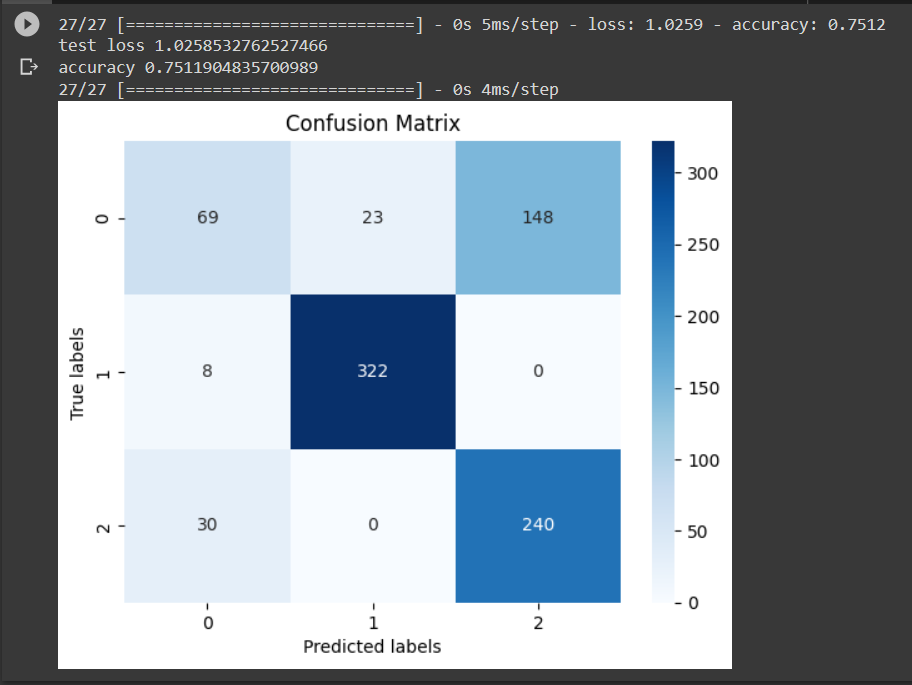 27/27 [==============================] - 0s 5ms/step - loss: 1.0259 - accuracy: 0.7512
test loss 1.0258532762527466
accuracy 0.7511904835700989
27/27 [==============================] - 0s 4ms/step
Confusion Matrix
0 69 23 148
1 8 322 0
2 30 0 240
0 1 2
Predicted labels
True labels
300
250
200
150
100
50
0